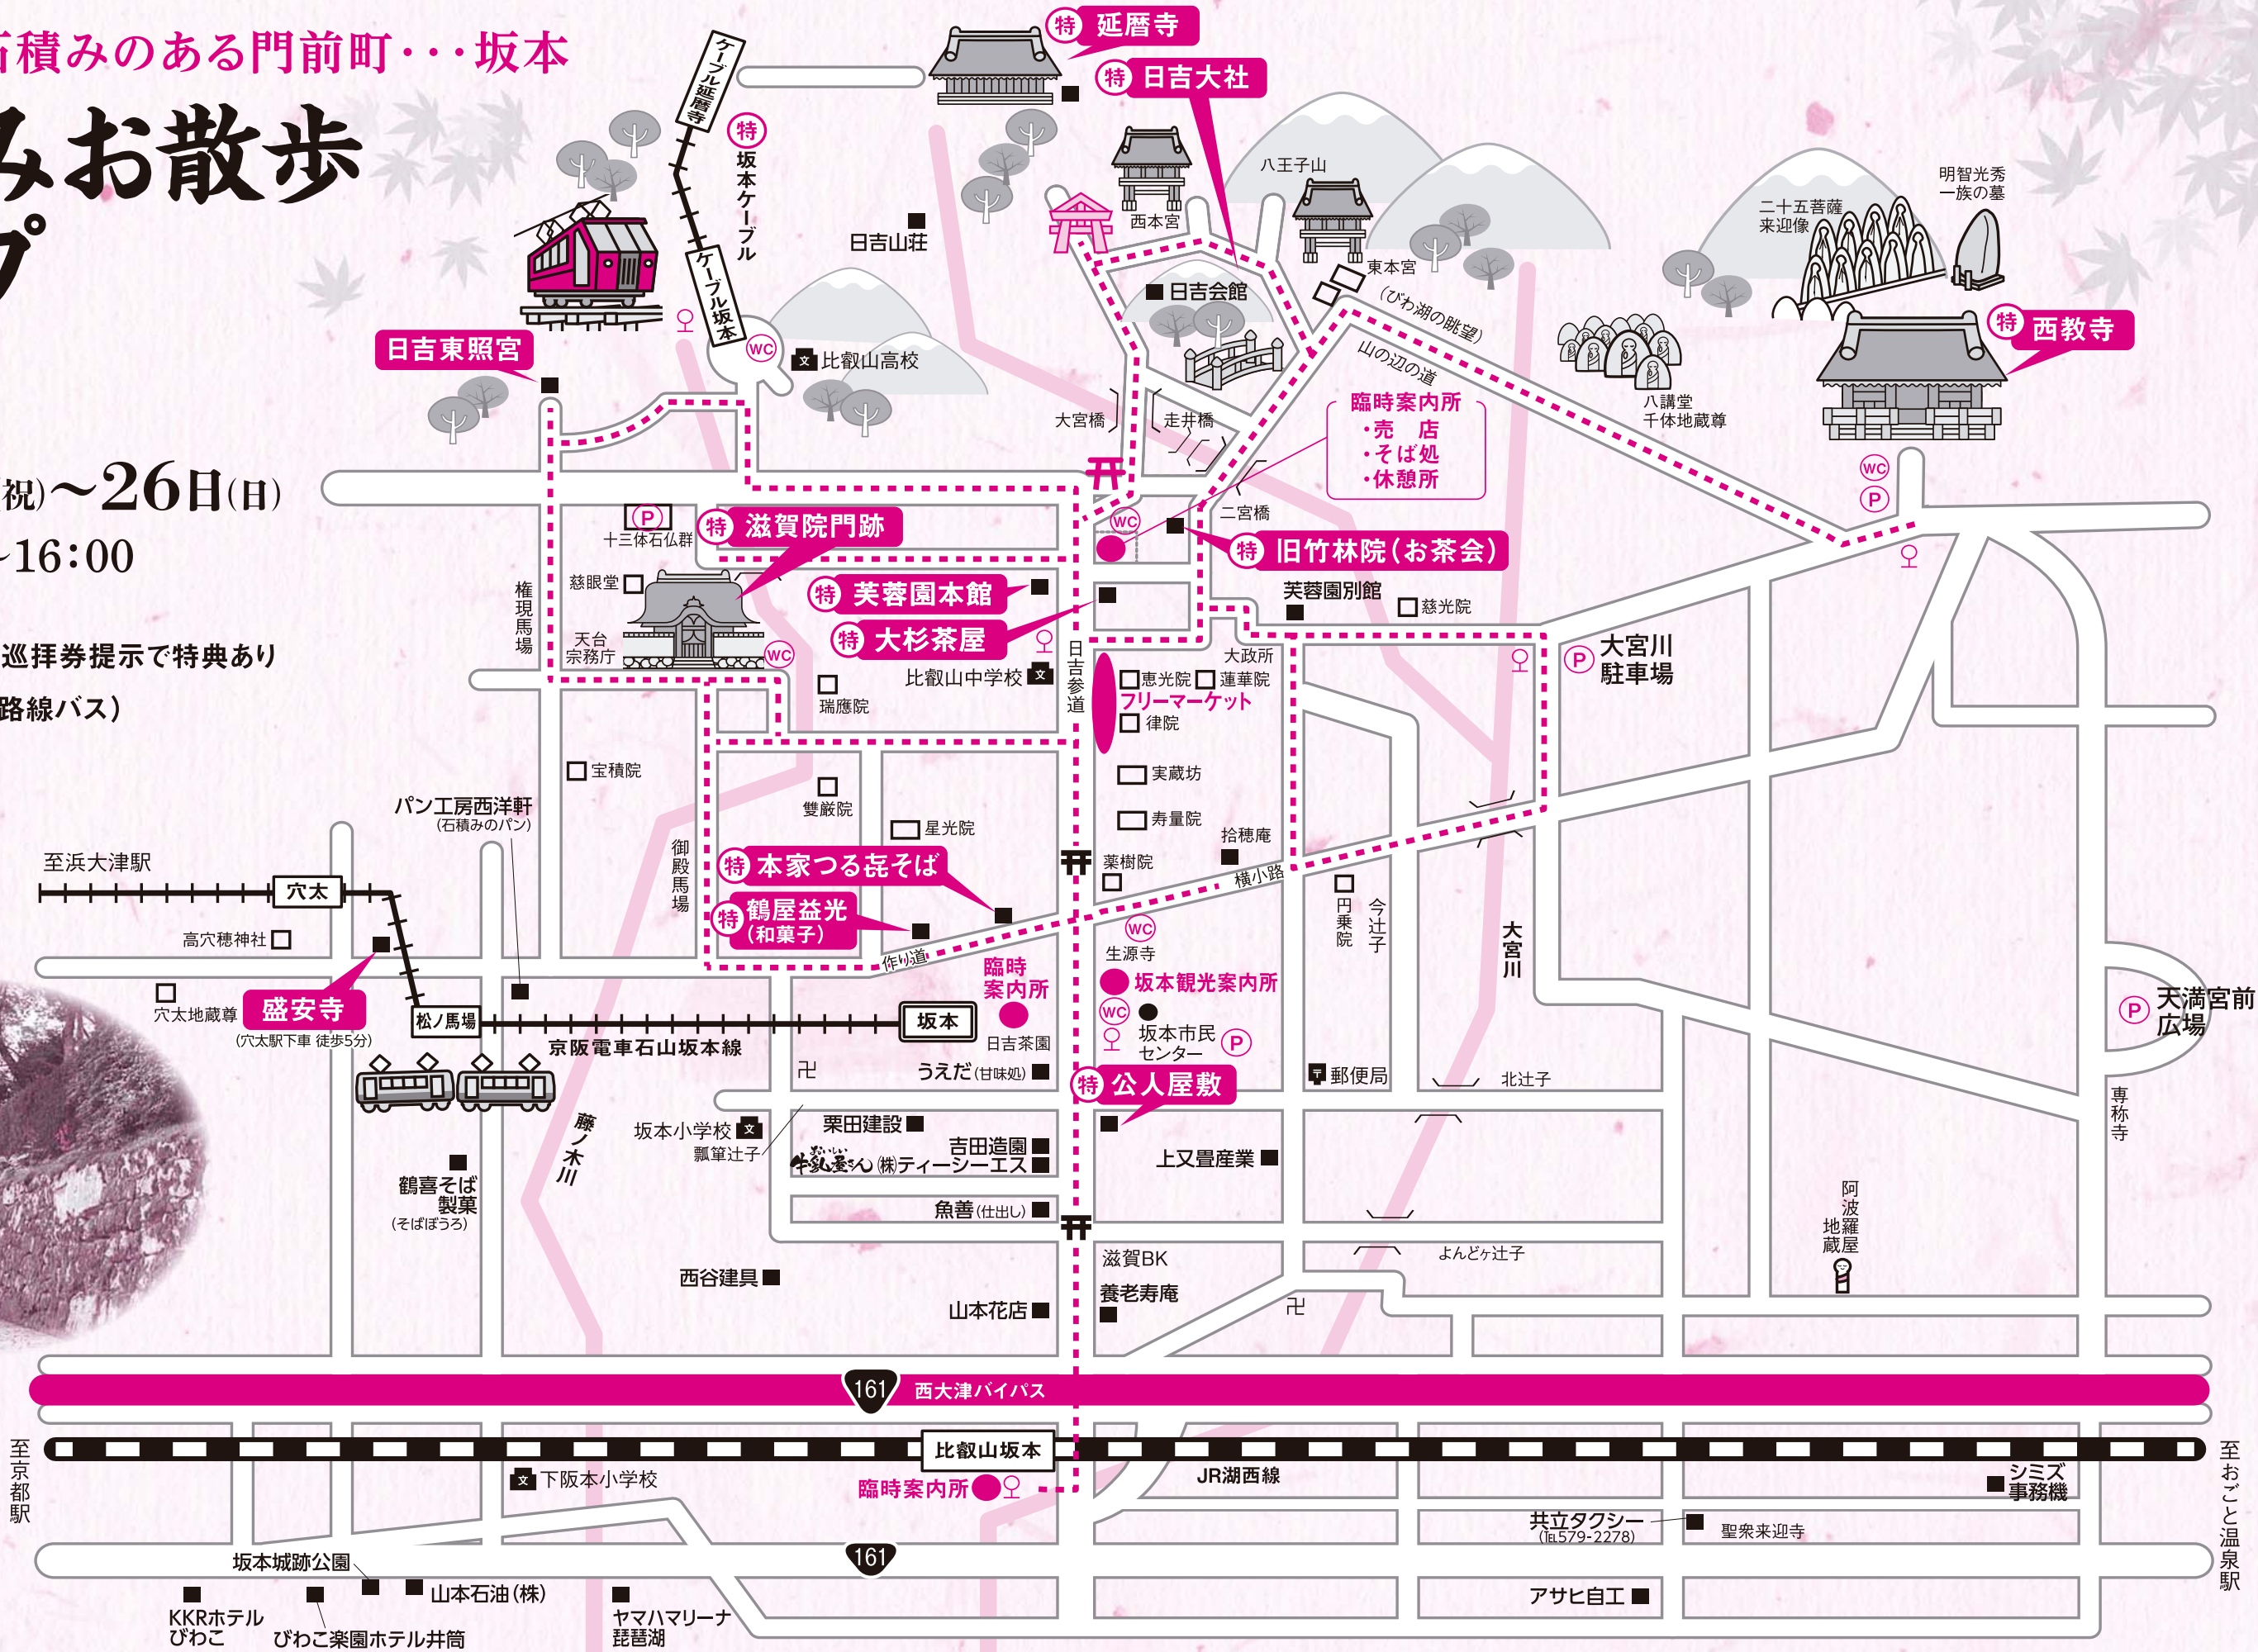 石積みのある門前町・・・坂本
みお散歩
プ
祝)～26日(日)
～16：00
巡拝券提示で特典あり
路線バス)
特 延暦寺
特 日吉大社
ケーブル延暦寺
特 坂本ケーブル
ケーブル坂本
日吉山荘
西本宮
八王子山
東本宮
(びわ湖の眺望)
山の辺の道
日吉会館
二十五菩薩
来迎像
明智光秀
一族の墓
特 西教寺
八講堂
千体地蔵尊
日吉東照宮
WC
文 比叡山高校
大宮橋
走井橋
臨時案内所
・売　店
・そば処
・休憩所
WC
P
二宮橋
P
十三体石仏群
特 滋賀院門跡
WC
特 旧竹林院(お茶会)
慈眼堂
特 芙蓉園本館
芙蓉園別館
慈光院
権現馬場
天台
宗務庁
WC
特 大杉茶屋
日吉参道
大政所
P 大宮川
駐車場
比叡山中学校 文
恵光院
蓮華院
フリーマーケット
律院
瑞應院
宝積院
雙厳院
実蔵坊
寿量院
星光院
拾穂庵
薬樹院
パン工房西洋軒
(石積みのパン)
御殿馬場
特 本家つる㐂そば
特 鶴屋益光
(和菓子)
横小路
円乗院
今辻子
大宮川
至浜大津駅
穴太
高穴穂神社
作り道
WC
生源寺
穴太地蔵尊
盛安寺
(穴太駅下車 徒歩5分)
松ノ馬場
京阪電車石山坂本線
坂本
臨時
案内所
日吉茶園
坂本観光案内所
WC
坂本市民
センター
P
P 天満宮前
広場
うえだ(甘味処)
特 公人屋敷
〒 郵便局
北辻子
専称寺
藤ノ木川
坂本小学校 文
瓢箪辻子
栗田建設
吉田造園
おいしい
牛乳屋さん (株)ティーシーエス
上又畳産業
鶴喜そば
製菓
(そばぼうろ)
魚善(仕出し)
阿波羅屋
地蔵
西谷建具
滋賀BK
よんどヶ辻子
養老寿庵
山本花店
161 西大津バイパス
至京都駅
比叡山坂本
JR湖西線
至おごと温泉駅
文 下阪本小学校
臨時案内所
シミズ
事務機
共立タクシー
(℡579-2278)
聖衆来迎寺
161
坂本城跡公園
山本石油(株)
アサヒ自工
KKRホテル
びわこ
びわこ楽園ホテル井筒
ヤマハマリーナ
琵琶湖